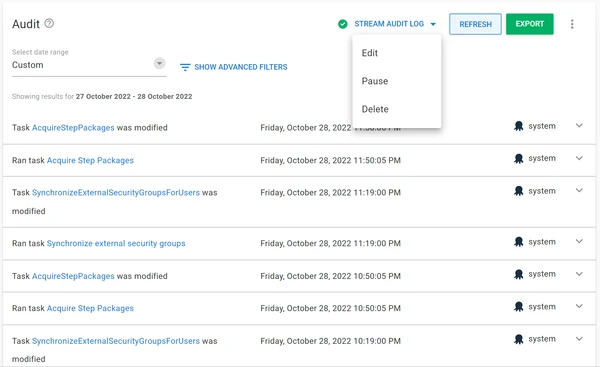 Audit
STREAM AUDIT LOG
REFRESH
EXPORT
Select date range
Custom
SHOW ADVANCED FILTERS
Edit
Pause
Delete
Showing results for 27 October 2022 - 28 October 2022
Task AcquireStepPackages was modified Friday, October 28, 2022 11:50:06 PM system
Ran task Acquire Step Packages Friday, October 28, 2022 11:50:05 PM system
Task SynchronizeExternalSecurityGroupsForUsers was Friday, October 28, 2022 11:19:00 PM system
modified
Ran task Synchronize external security groups Friday, October 28, 2022 11:19:00 PM system
Task AcquireStepPackages was modified Friday, October 28, 2022 10:50:05 PM system
Ran task Acquire Step Packages Friday, October 28, 2022 10:50:05 PM system
Task SynchronizeExternalSecurityGroupsForUsers was Friday, October 28, 2022 10:19:00 PM system
modified